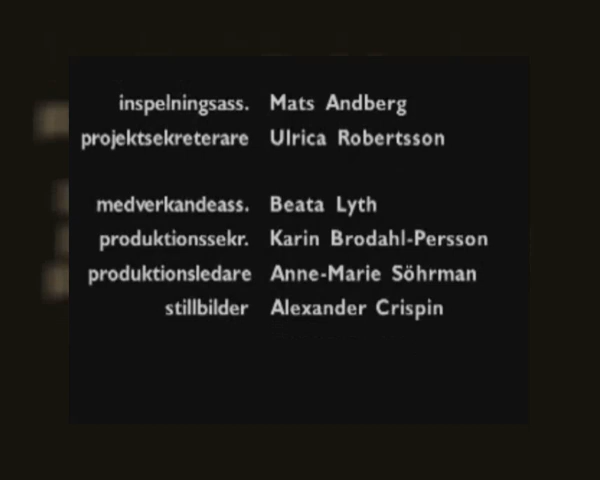 inspelningsass. Mats Andberg
projektsekreterare Ulrica Robertsson
medverkandeass. Beata Lyth
produktionssekr. Karin Brodahl-Persson
produktionsledare Anne-Marie Söhrman
stillbilder Alexander Crispin